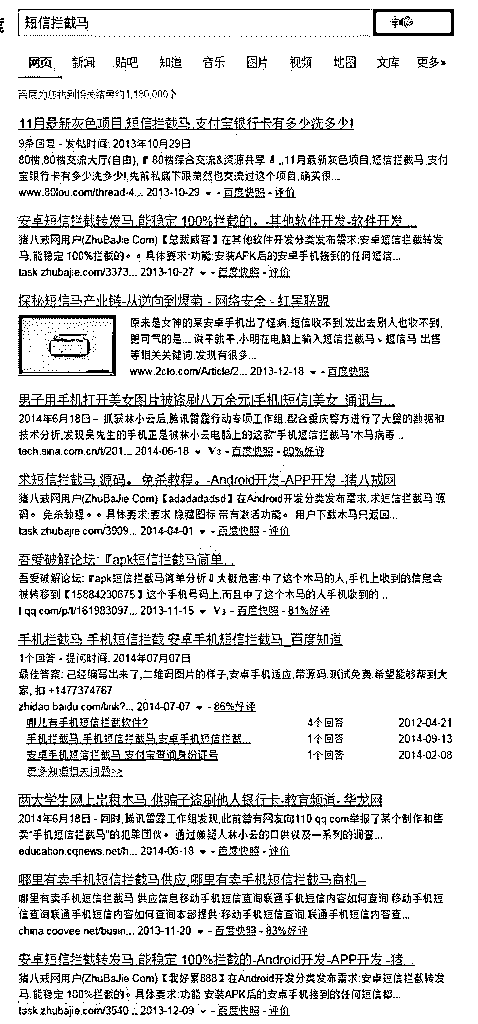 短信拦截马
网页 新闻 贴吧 知道 音乐 图片 视频 地图 文库 更多»
百度为您找到相关结果约1,180,000个
11月最新灰色项目,短信拦截马,支付宝银行卡有多少洗多少!
9条回复 - 发帖时间: 2013年10月29日
80楼,80楼交流大厅(自由), 80楼综合交流&资源共享 11月最新灰色项目,短信拦截马,支付
宝银行卡有多少洗多少!,先前私底下跟萧然也交流过这个项目,确实很...
www.80lou.com/thread-4... 2013-10-29 - 百度快照 - 评价
安卓短信拦截转发马,能稳定 100%拦截的。-其他软件开发-软件开发...
猪八戒网用户(ZhuBaJie Com)【总裁威客】在其他软件开发分类发布需求:安卓短信拦截转发
马,能稳定 100%拦截的。。具体要求:功能:安装APK后的安卓手机接到的任何短信...
task.zhubajie.com/3373... 2013-10-27 - 百度快照 - 评价
探秘短信马产业链-从逆向到爆菊 - 网络安全 - 红黑联盟
原来是女神的某安卓手机出了怪病,短信收不到,发出去别人也收不到,
更可气的是... 说干就干,小明在电脑上输入短信拦截马、短信马 出售
等相关关键词,发现有很多...
www.2cto.com/Article/2... 2013-12-18 - 百度快照
男子用手机打开美女图片被盗刷八万余元|手机|短信|美女_通讯与...
2014年6月18日 - 抓获林小云后,腾讯雷霆行动专项工作组,配合重庆警方进行了大量的数据和
技术分析,发现吴先生的手机正是被林小云电脑上的这款"手机短信拦截马"木马病毒...
tech.sina.com.cn/t/201... 2014-06-18 - V3 - 百度快照 - 89%好评
求短信拦截马 源码。 免杀教程。-Android开发-APP开发 -猪八戒网
猪八戒网用户(ZhuBaJie Com)【adadadadsd】在Android开发分类发布需求,求短信拦截马 源
码。 免杀教程。。具体要求:要求 隐藏图标 带有激活功能。 用户下载木马只返回...
task.zhubajie.com/3909... 2014-04-01 - 百度快照 - 评价
吾爱破解论坛:『apk短信拦截马简单...
吾爱破解论坛:『apk短信拦截马简单分析』大概危害:中了这个木马的人,手机上收到的信息会
被转移到【15884230675】这个手机号码上,而且中了这个木马的人手机收到的...
t.qq.com/p/t/161983097... 2013-11-15 - V3 - 百度快照 - 81%好评
手机拦截马 手机短信拦截 安卓手机短信拦截马_百度知道
1个回答 - 提问时间: 2014年07月07日
最佳答案: 已经编写出来了,二维码图片的样子,安卓手机适应,带源码.测试免费.希望能够帮到大
家, 扣 +1477374767
zhidao.baidu.com/link?... 2014-07-07 - 86%好评
哪儿有手机短信拦截软件? 4个回答 2012-04-21
手机拦截马,手机短信拦截马,安卓手机短信拦截... 1个回答 2014-09-13
安卓手机短信拦截马 支付宝查询身份证号 1个回答 2014-02-08
更多知道相关问题>>
两大学生网上出租木马 供骗子盗刷他人银行卡-教育频道- 华龙网
2014年6月18日 - 同时,腾讯雷霆工作组发现,此前曾有网友向110.qq.com举报了某个制作和售
卖"手机短信拦截马"的犯罪团伙。 通过嫌疑人林小云的口供以及一系列的调查...
education.cqnews.net/h... 2014-06-18 - 百度快照 - 评价
哪里有卖手机短信拦截马供应,哪里有卖手机短信拦截马商机-
哪里有卖手机短信拦截马 供应信息移动手机短信查询联通手机短信内容如何查询 移动手机短
信查询联通手机短信内容如何查询本部提供:移动手机短信查询,联通手机短信内容查...
china.coovee.net/busin... 2013-11-20 - 百度快照 - 83%好评
安卓短信拦截转发马,能稳定 100%拦截的-Android开发-APP开发 -猪...
猪八戒网用户(ZhuBaJie Com)【我好累888】在Android开发分类发布需求:安卓短信拦截转发
马,能稳定 100%拦截的。具体要求:功能 安装APK后的安卓手机接到的任何短信都...
task.zhubajie.com/3540... 2013-12-09 - 百度快照 - 评价